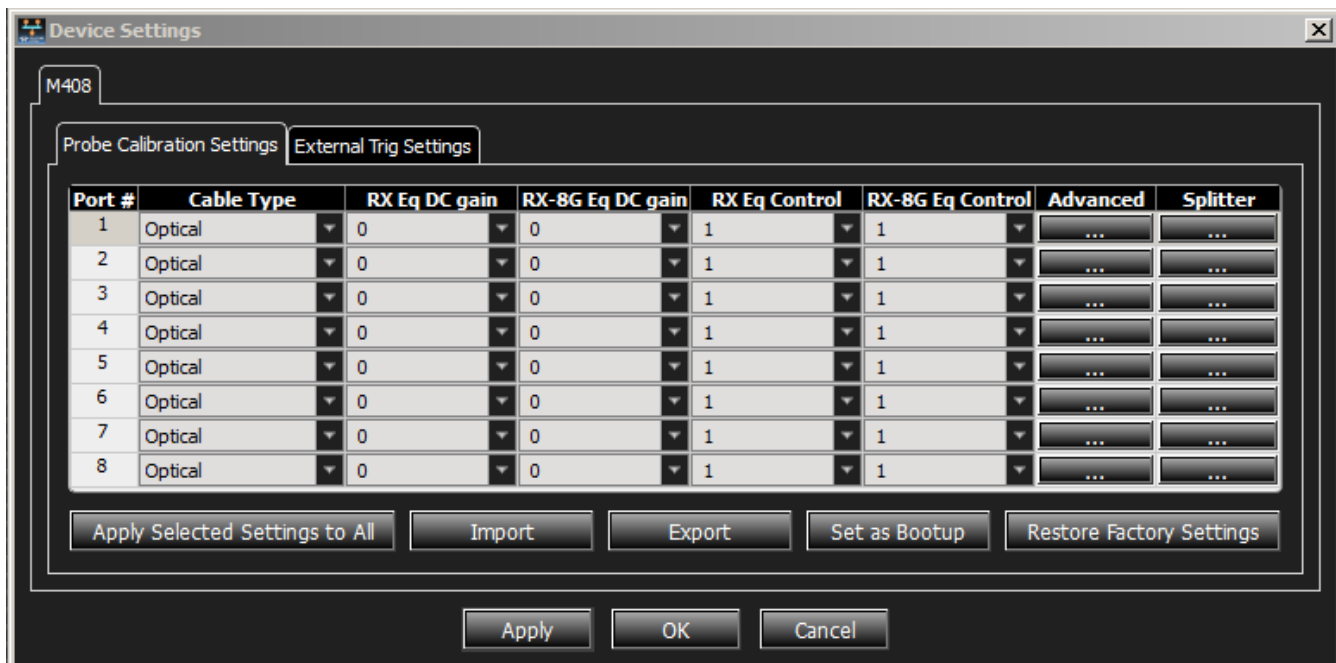 Device Settings
M408
Probe Calibration Settings External Trig Settings
Port # Cable Type RX Eq DC gain RX-8G Eq DC gain RX Eq Control RX-8G Eq Control Advanced Splitter
1 Optical 0 0 1 1 ... ...
2 Optical 0 0 1 1 ... ...
3 Optical 0 0 1 1 ... ...
4 Optical 0 0 1 1 ... ...
5 Optical 0 0 1 1 ... ...
6 Optical 0 0 1 1 ... ...
7 Optical 0 0 1 1 ... ...
8 Optical 0 0 1 1 ... ...
Apply Selected Settings to All Import Export Set as Bootup Restore Factory Settings
Apply OK Cancel